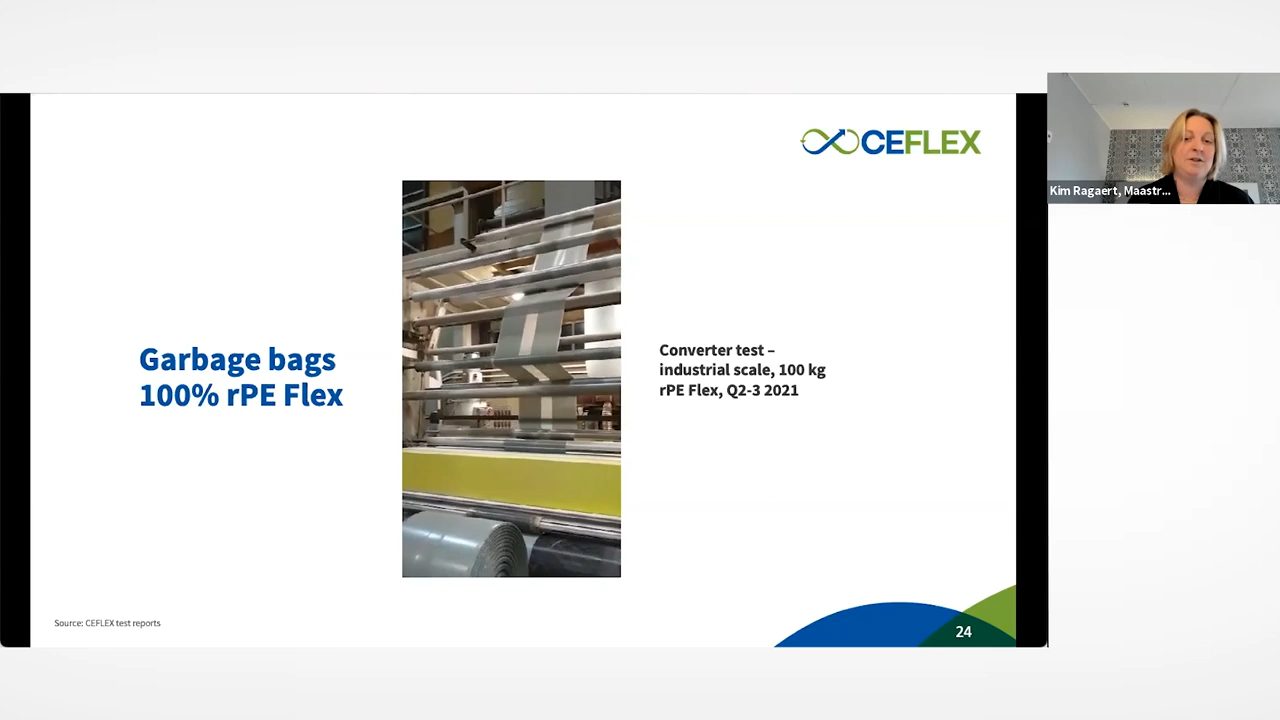 CEFLEX
Kim Ragaert, Maastr...
Garbage bags
100% rPE Flex
Converter test –
industrial scale, 100 kg
rPE Flex, Q2-3 2021
Source: CEFLEX test reports
24